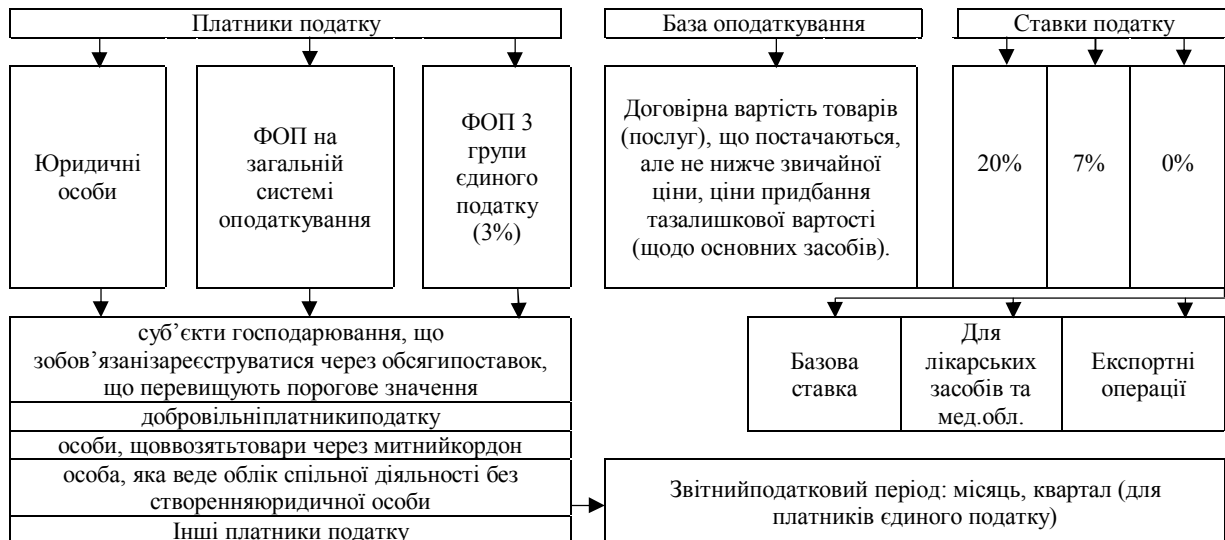 Платники податку
База оподаткування
Ставки податку
Юридичні
особи
ФОП на
загальній
системі
оподаткування
ФОП 3
групи
єдиного
податку
(3%)
Договірна вартість товарів
(послуг), що постачаються,
але не нижче звичайної
ціни, ціни придбання
тазалишкової вартості
(щодо основних засобів).
20%
7%
0%
суб’єкти господарювання, що
зобов’язанізареєструватися через обсягипоставок,
що перевищують порогове значення
добровільніплатникиподатку
особи, щоввозятьтовари через митнийкордон
особа, яка веде облік спільної діяльності без
створенняюридичної особи
Інші платники податку
Базова
ставка
Для
лікарських
засобів та
мед.обл.
Експортні
операції
Звітнийподатковий період: місяць, квартал (для
платників єдиного податку)